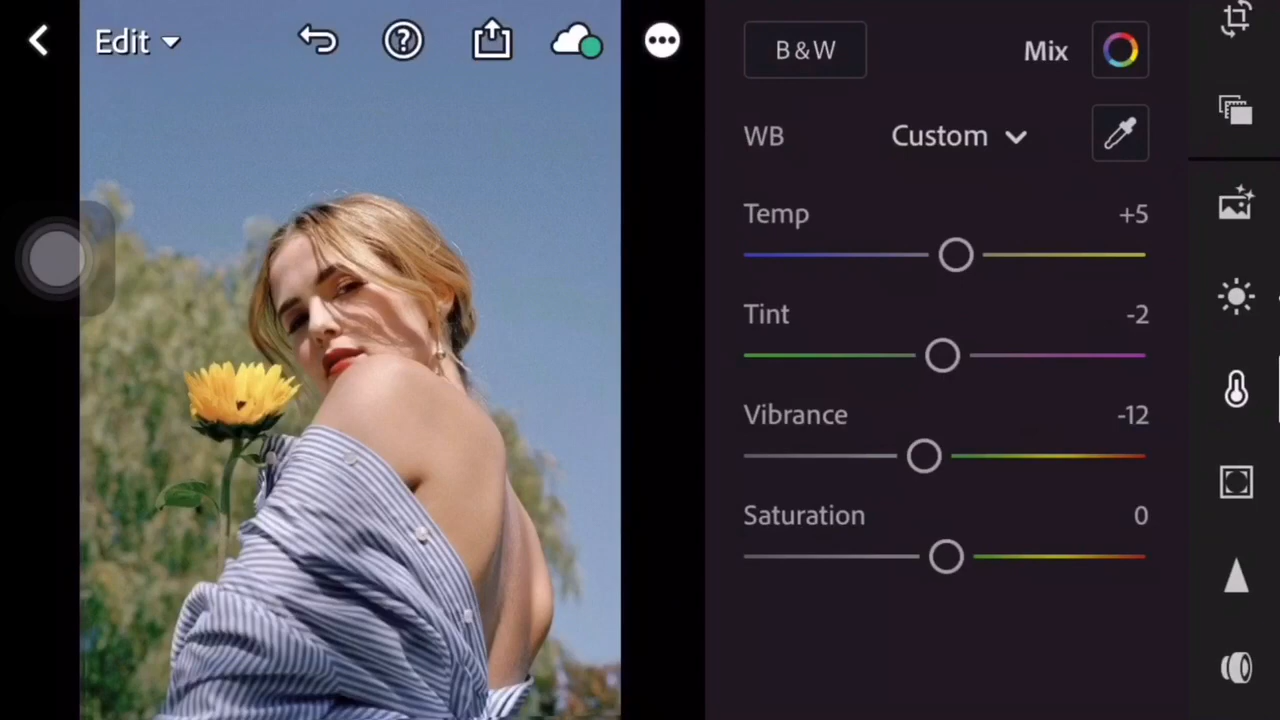 Edit
B&W
Mix
WB
Custom
Temp
+5
Tint
-2
Vibrance
-12
Saturation
0